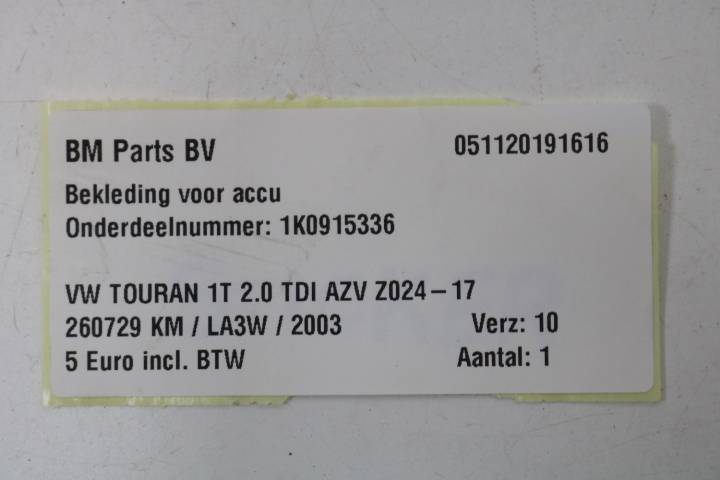 BM Parts BV 051120191616
Bekleding voor accu
Onderdeelnummer: 1K0915336
VW TOURAN 1T 2.0 TDI AZV Z024-17
260729 KM / LA3W / 2003 Verz: 10
5 Euro incl. BTW Aantal: 1